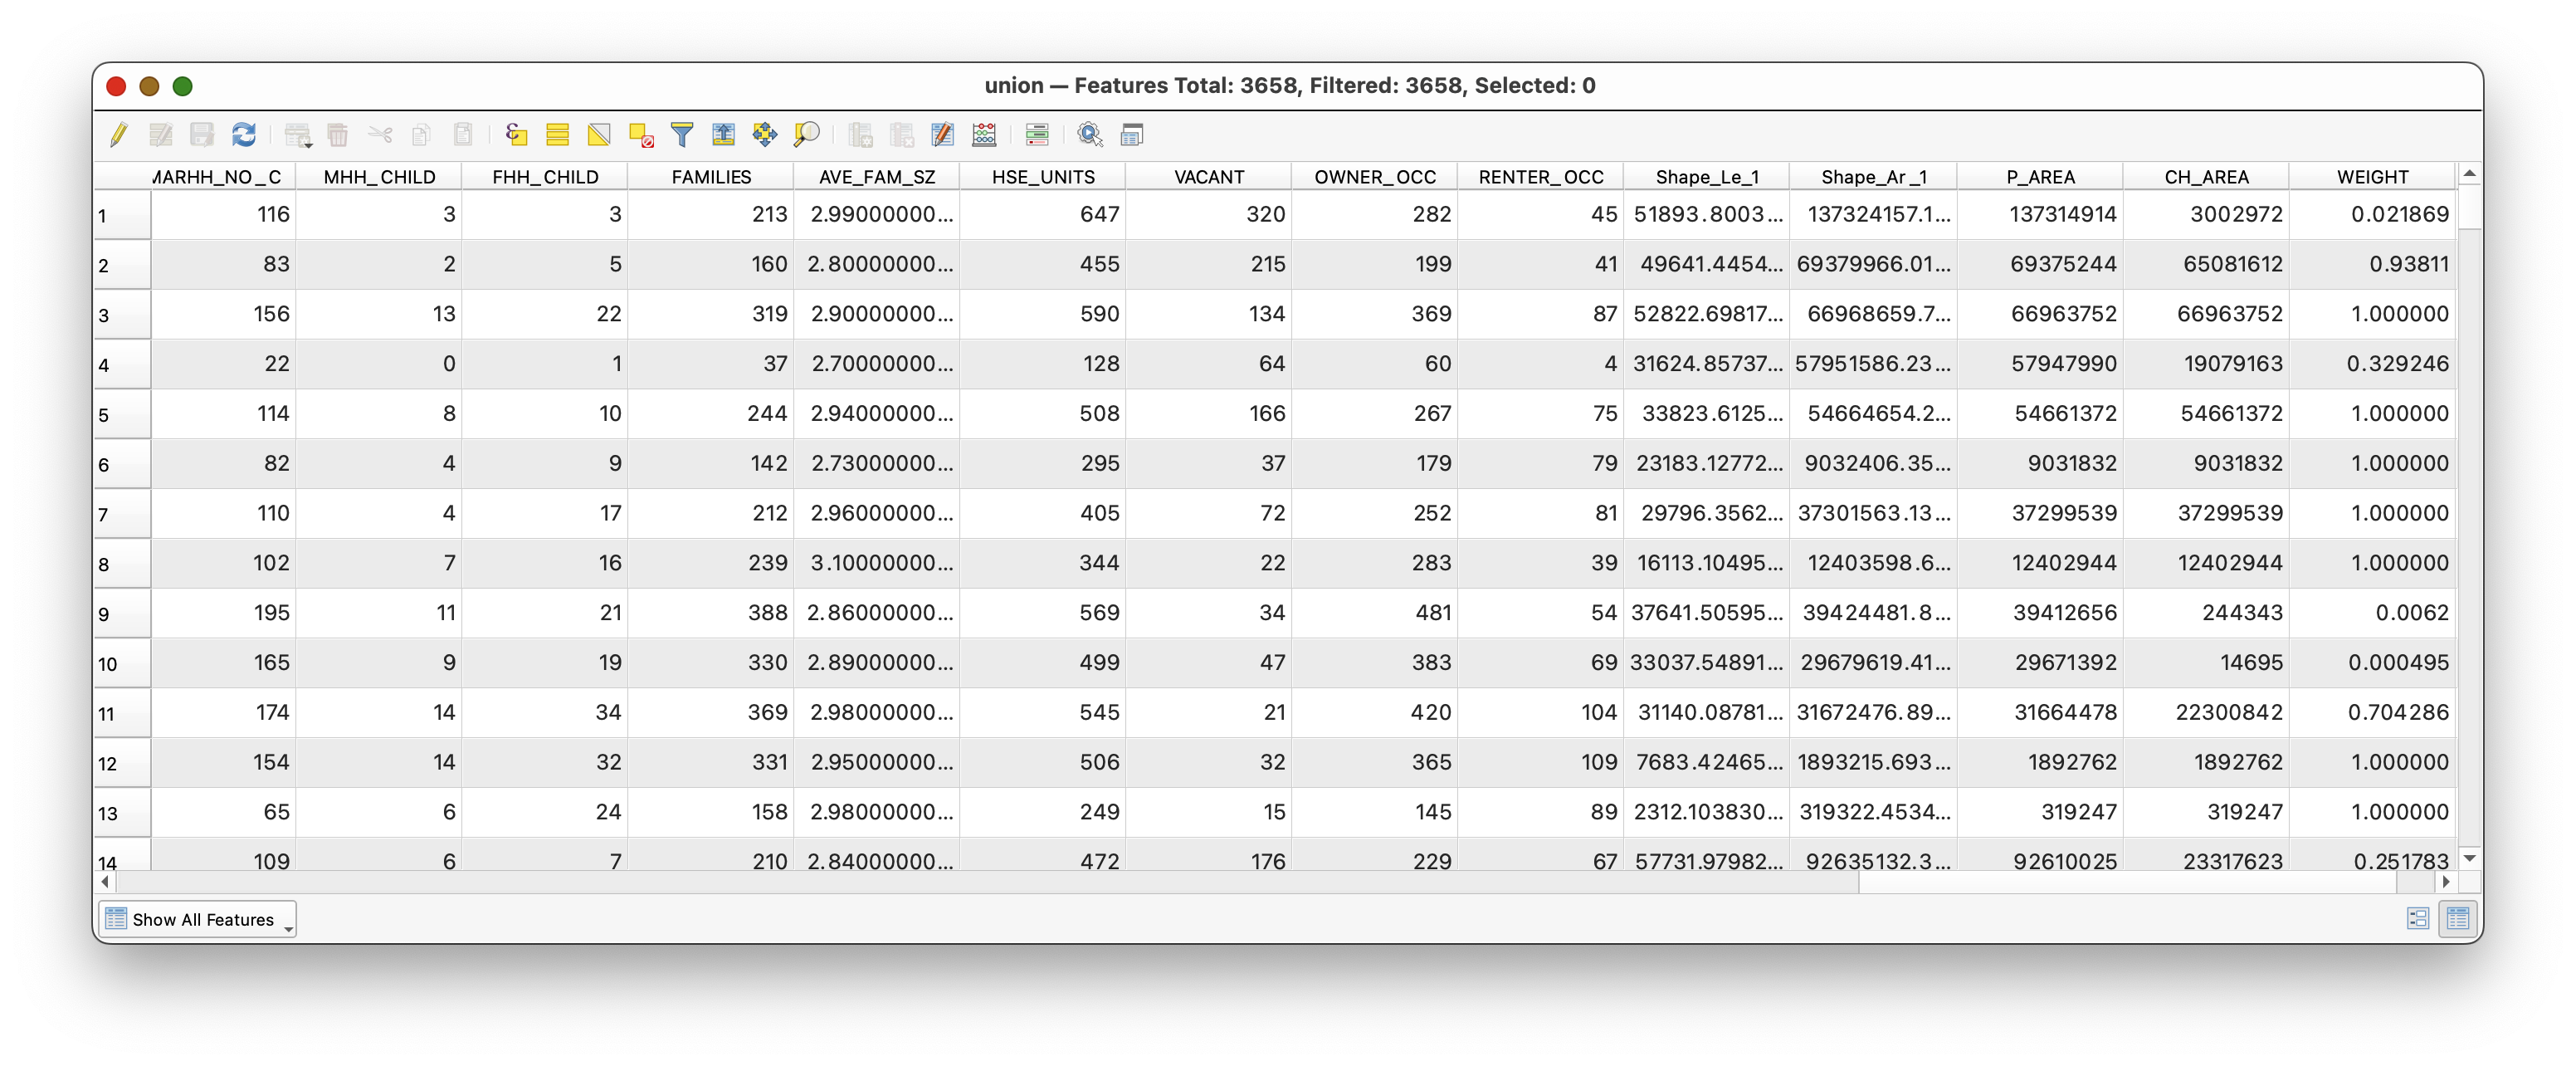 union — Features Total: 3658, Filtered: 3658, Selected: 0
MARHH_NO_C MHH_CHILD FHH_CHILD FAMILIES AVE_FAM_SZ HSE_UNITS VACANT OWNER_OCC RENTER_OCC Shape_Le_1 Shape_Ar_1 P_AREA CH_AREA WEIGHT
1 116 3 3 213 2.99000000... 647 320 282 45 51893.8003... 137324157.1... 137314914 3002972 0.021869
2 83 2 5 160 2.80000000... 455 215 199 41 49641.4454... 69379966.01... 69375244 65081612 0.93811
3 156 13 22 319 2.90000000... 590 134 369 87 52822.69817... 66968659.7... 66963752 66963752 1.000000
4 22 0 1 37 2.70000000... 128 64 60 4 31624.85737... 57951586.23... 57947990 19079163 0.329246
5 114 8 10 244 2.94000000... 508 166 267 75 33823.6125... 54664654.2... 54661372 54661372 1.000000
6 82 4 9 142 2.73000000... 295 37 179 79 23183.12772... 9032406.35... 9031832 9031832 1.000000
7 110 4 17 212 2.96000000... 405 72 252 81 29796.3562... 37301563.13... 37299539 37299539 1.000000
8 102 7 16 239 3.10000000... 344 22 283 39 16113.10495... 12403598.6... 12402944 12402944 1.000000
9 195 11 21 388 2.86000000... 569 34 481 54 37641.50595... 39424481.8... 39412656 244343 0.0062
10 165 9 19 330 2.89000000... 499 47 383 69 33037.54891... 29679619.41... 29671392 14695 0.000495
11 174 14 34 369 2.98000000... 545 21 420 104 31140.08781... 31672476.89... 31664478 22300842 0.704286
12 154 14 32 331 2.95000000... 506 32 365 109 7683.42465... 1893215.693... 1892762 1892762 1.000000
13 65 6 24 158 2.98000000... 249 15 145 89 2312.103830... 319322.4534... 319247 319247 1.000000
14 109 6 7 210 2.84000000... 472 176 229 67 57731.97982... 92635132.3... 92610025 23317623 0.251783
Show All Features